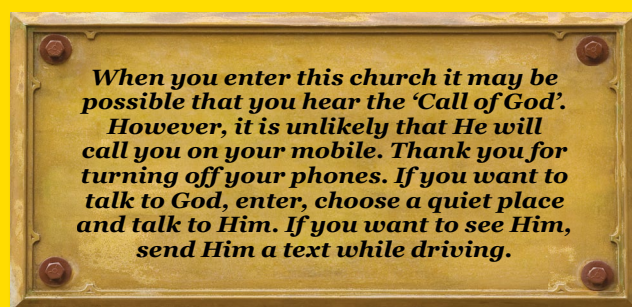 When you enter this church it may be
possible that you hear the ‘Call of God’.
However, it is unlikely that He will
call you on your mobile. Thank you for
turning off your phones. If you want to
talk to God, enter, choose a quiet place
and talk to Him. If you want to see Him,
send Him a text while driving.